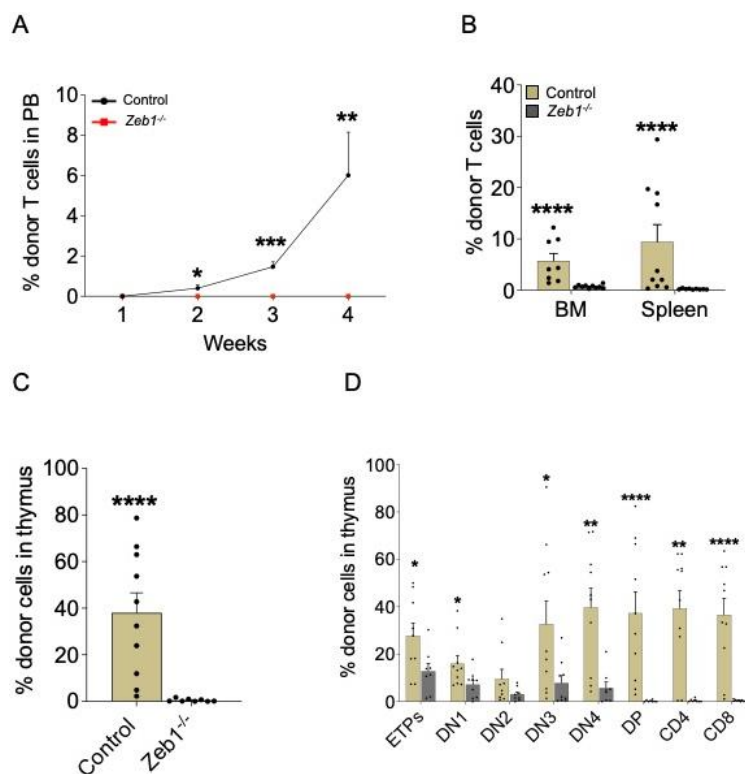 A
% donor T cells in PB
10
8
6
4
2
0
Control
Zeb1-/-
*
***
**
1 2 3 4
Weeks
B
% donor T cells
40
30
20
10
0
Control
Zeb1-/-
****
****
BM Spleen
C
% donor cells in thymus
100
80
60
40
20
0
****
Control Zeb1-/-
D
% donor cells in thymus
100
80
60
40
20
0
* * * ** **** ** ****
ETPs DN1 DN2 DN3 DN4 DP CD4 CD8